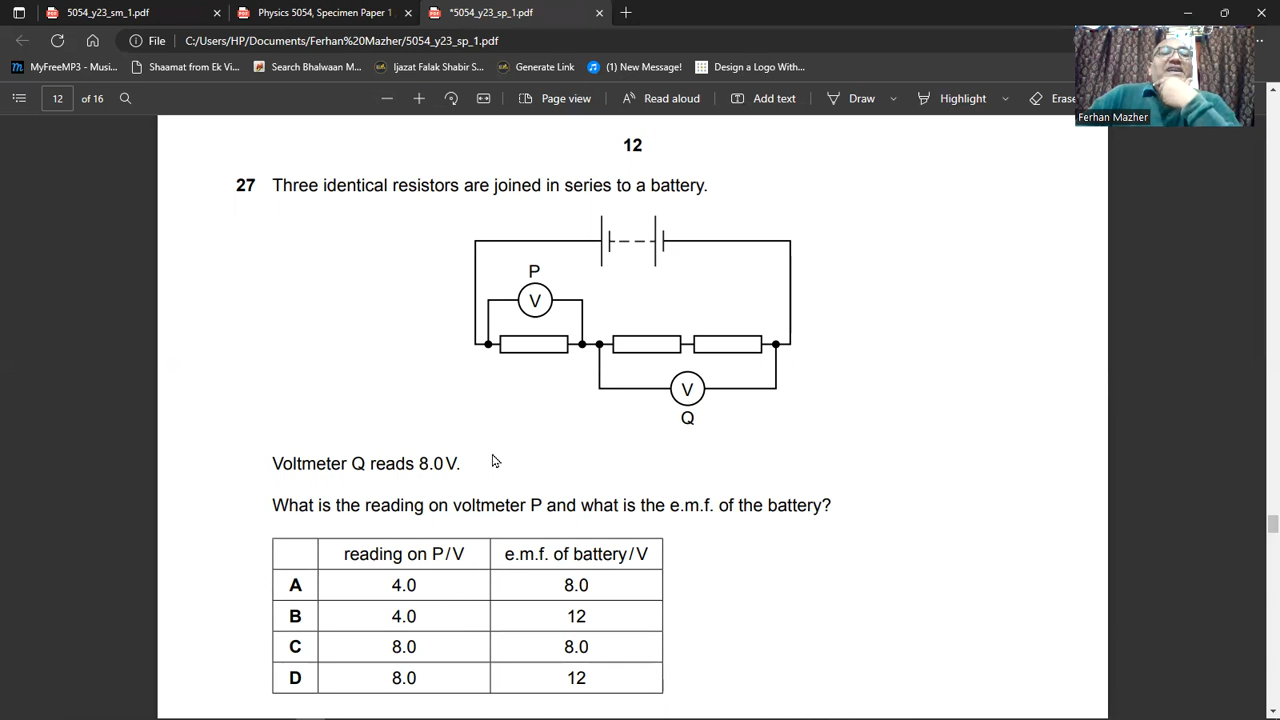 5054_y23_sm_1.pdf
Physics 5054, Specimen Paper 1
*5054_y23_sp_1.pdf
File
C:/Users/HP/Documents/Ferhan%20Mazher/5054_y23_sp_1.pdf
MyFreeMP3 - Musi...
Shaamat from Ek Vi...
Search Bhalwaan M...
Ijazat Falak Shabir...
Generate Link
(1) New Message!
Design a Logo With...
12 of 16
Page view
Read aloud
Add text
Draw
Highlight
Erase
Ferhan Mazher
12
27 Three identical resistors are joined in series to a battery.
P
V
V
Q
Voltmeter Q reads 8.0 V.
What is the reading on voltmeter P and what is the e.m.f. of the battery?
reading on P / V e.m.f. of battery / V
A 4.0 8.0
B 4.0 12
C 8.0 8.0
D 8.0 12